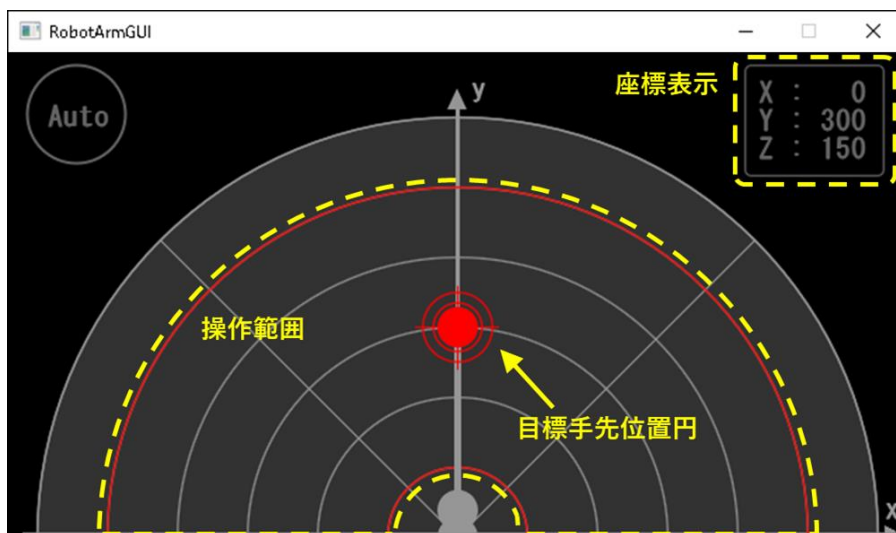 RobotArmGUI
Auto
y
座標表示
X : 0
Y : 300
Z : 150
操作範囲
目標手先位置円
x